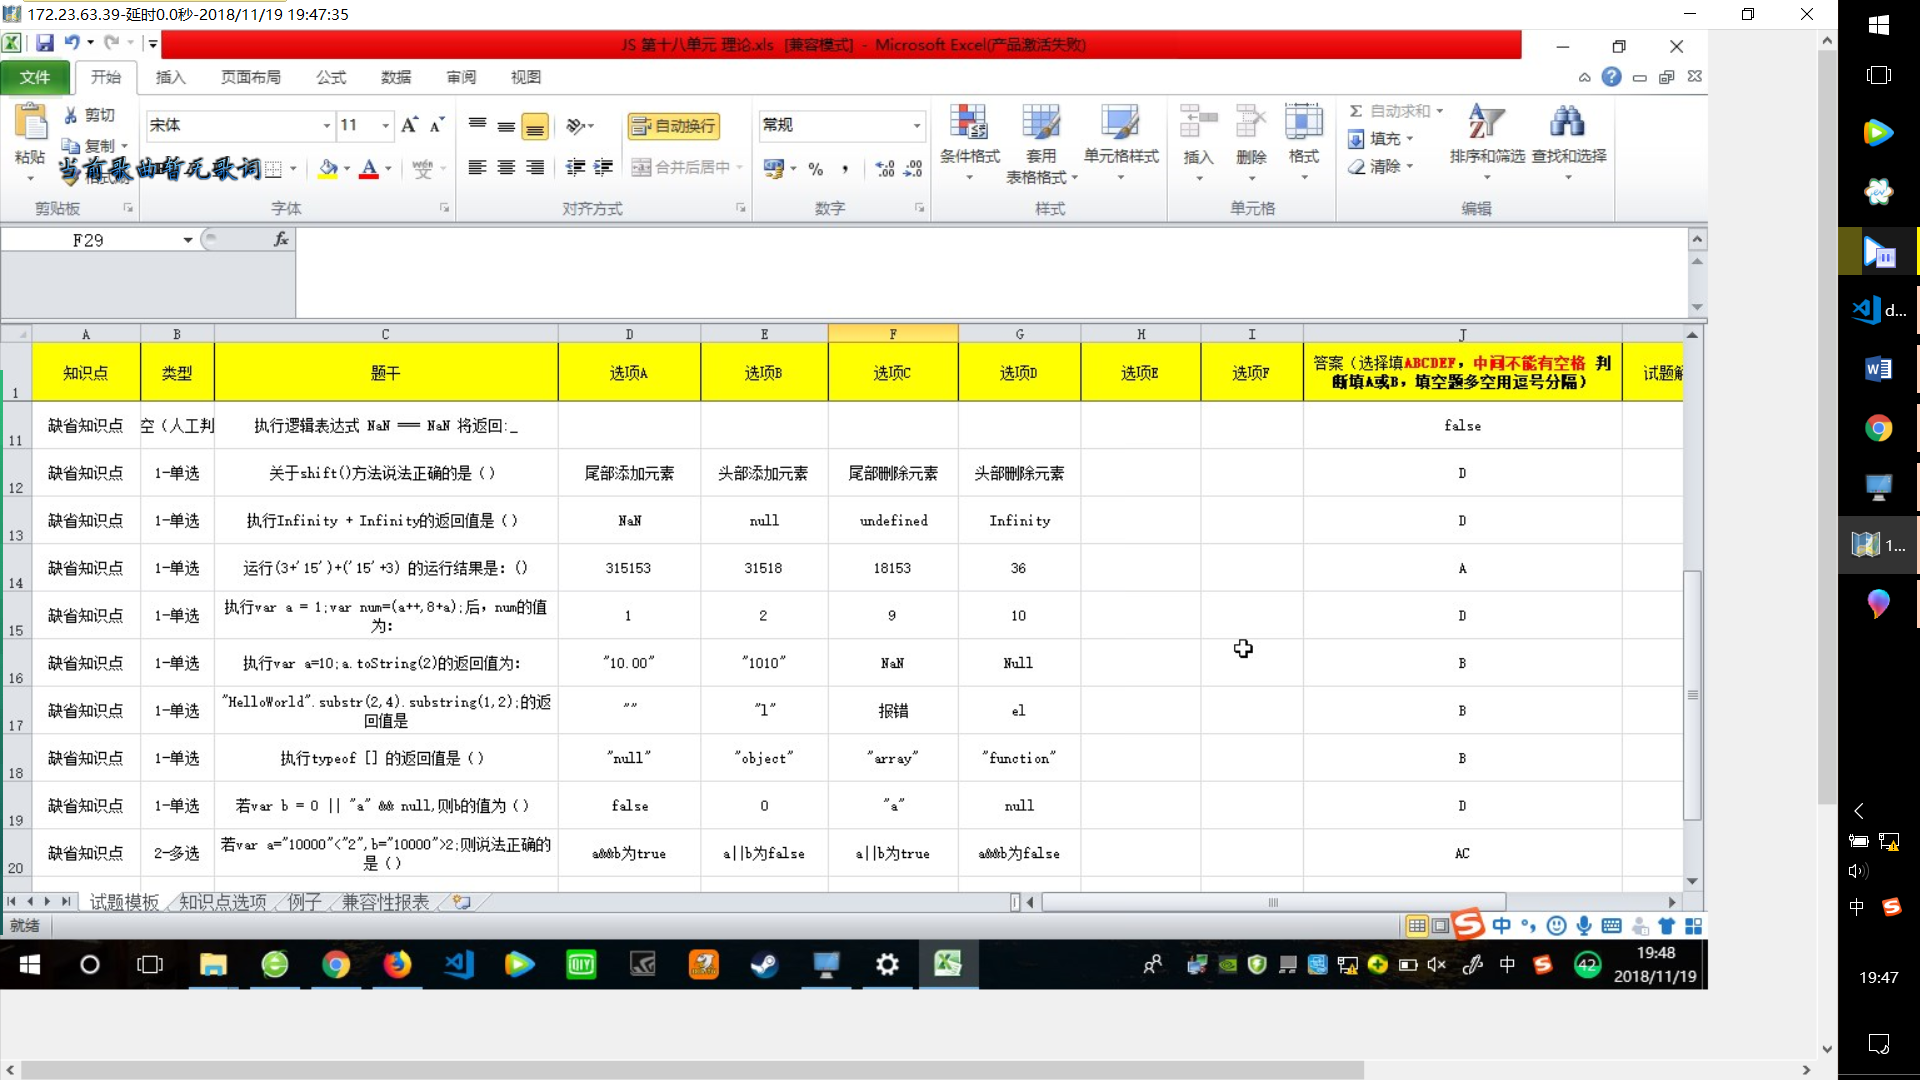 172.23.63.39-延时0.0秒-2018/11/19 19:47:35
JS 第十八单元 理论.xls [兼容模式] - Microsoft Excel(产品激活失败)
文件 开始 插入 页面布局 公式 数据 审阅 视图
剪切
复制
粘贴
当前歌曲暂无歌词
剪贴板
宋体 11
字体
自动换行
合并后居中
对齐方式
常规
数字
条件格式 套用 单元格样式
表格格式
样式
插入 删除 格式
单元格
自动求和
填充
清除
排序和筛选 查找和选择
编辑
F29 fx
A B C D E F G H I J
1 知识点 类型 题干 选项A 选项B 选项C 选项D 选项E 选项F 答案（选择填ABCDEF，中间不能有空格 判
断填A或B，填空题多空用逗号分隔）
11 缺省知识点 空（人工判 执行逻辑表达式 NaN === NaN 将返回:_ false
12 缺省知识点 1-单选 关于shift()方法说法正确的是（） 尾部添加元素 头部添加元素 尾部删除元素 头部删除元素 D
13 缺省知识点 1-单选 执行Infinity + Infinity的返回值是（） NaN null undefined Infinity D
14 缺省知识点 1-单选 运行(3+'15')+('15'+3) 的运行结果是：() 315153 31518 18153 36 A
15 缺省知识点 1-单选 执行var a = 1;var num=(a++,8+a);后，num的值
为： 1 2 9 10 D
16 缺省知识点 1-单选 执行var a=10;a.toString(2)的返回值为： "10.00" "1010" NaN Null B
17 缺省知识点 1-单选 "HelloWorld".substr(2,4).substring(1,2);的返
回值是 "" "l" 报错 el B
18 缺省知识点 1-单选 执行typeof [] 的返回值是（） "null" "object" "array" "function" B
19 缺省知识点 1-单选 若var b = 0 || "a" && null,则b的值为（） false 0 "a" null D
20 缺省知识点 2-多选 若var a="10000"<"2",b="10000">2;则说法正确的
是（） a&&b为true a||b为false a||b为true a&&b为false AC
试题模板 知识点选项 例子 兼容性报表
就绪
中
QIY
中 42
19:48
2018/11/19
d...
1...
中
19:47